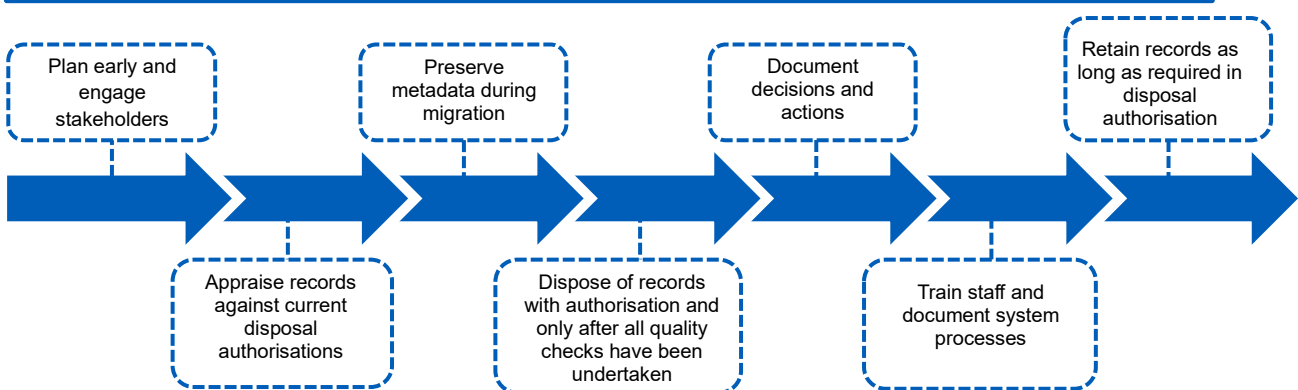 Plan early and
engage
stakeholders
Appraise records
against current
disposal
authorisations
Preserve
metadata during
migration
Dispose of records
with authorisation and
only after all quality
checks have been
undertaken
Document
decisions and
actions
Train staff and
document system
processes
Retain records as
long as required in
disposal
authorisation